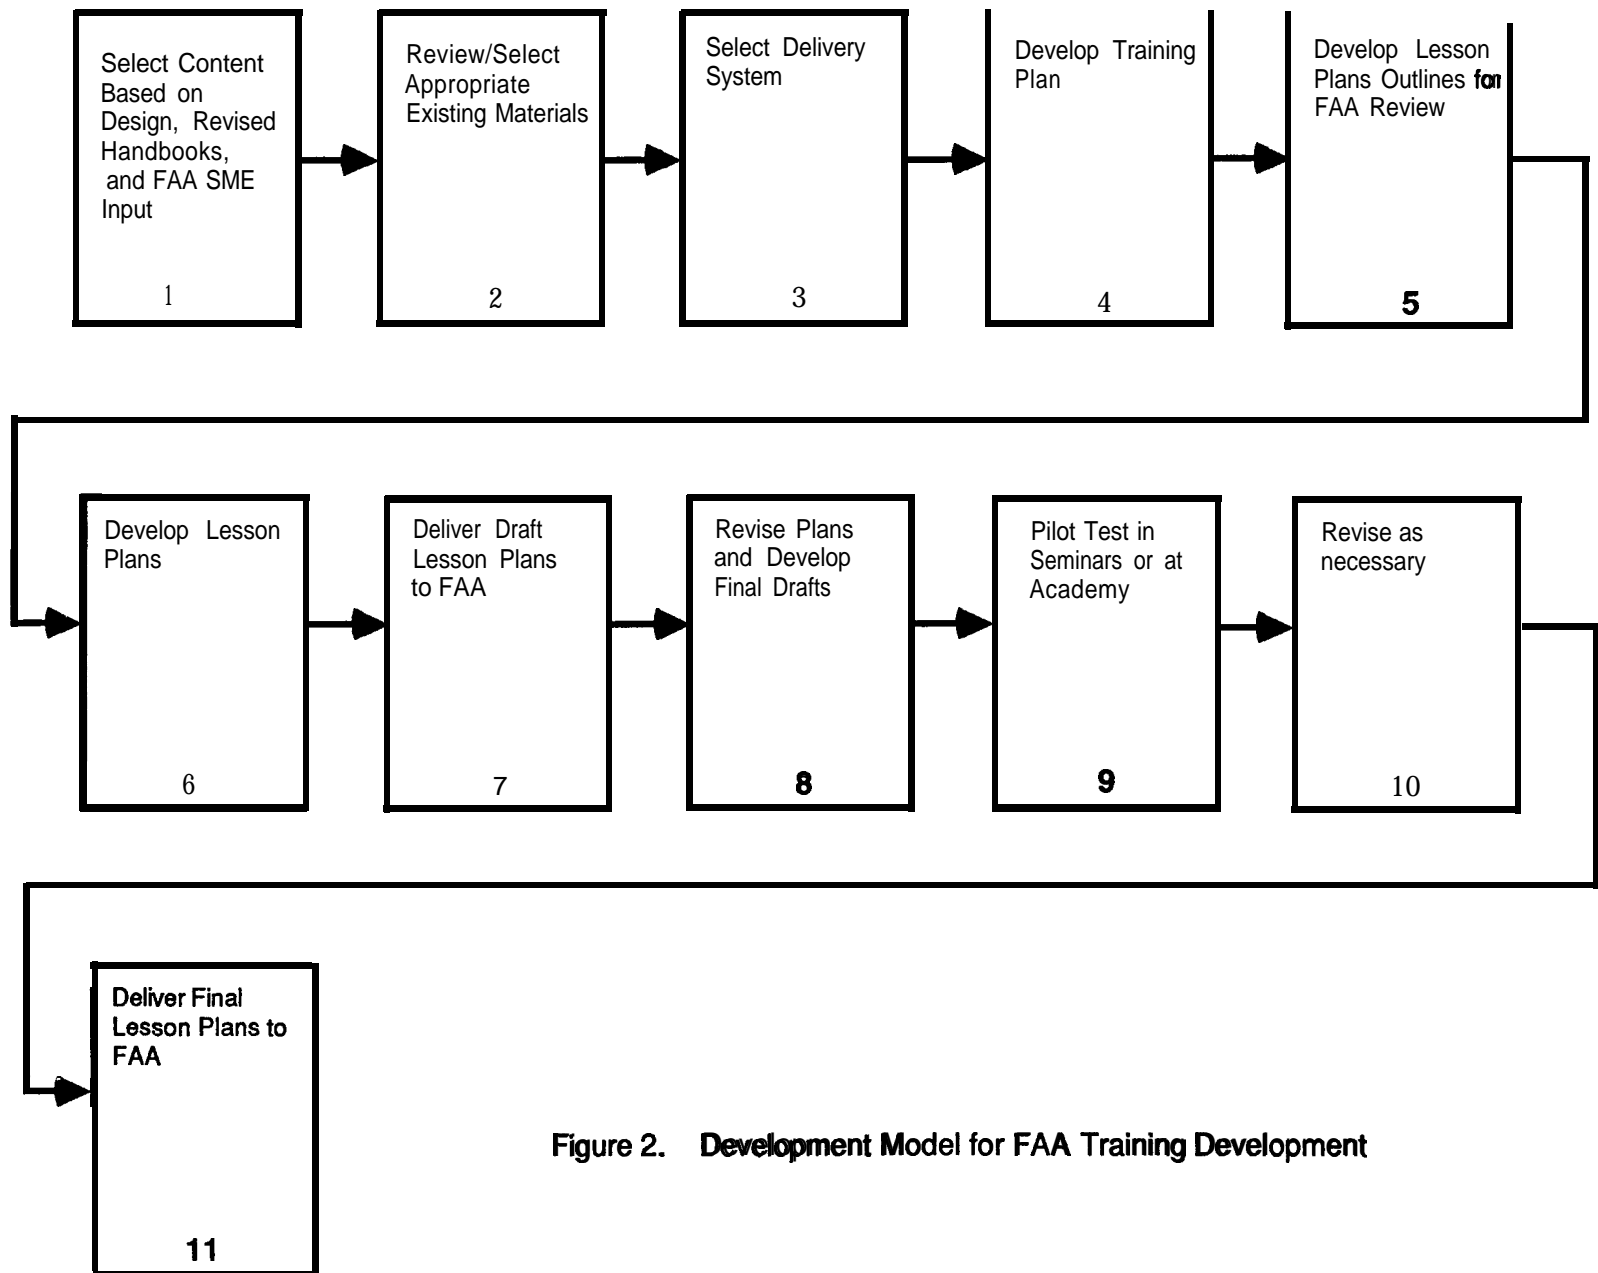 Select Content
Based on
Design, Revised
Handbooks,
and FAA SME
Input
1
Review/Select
Appropriate
Existing Materials
2
Select Delivery
System
3
Develop Training
Plan
4
Develop Lesson
Plans Outlines for
FAA Review
5
Develop Lesson
Plans
6
Deliver Draft
Lesson Plans
to FAA
7
Revise Plans
and Develop
Final Drafts
8
Pilot Test in
Seminars or at
Academy
9
Revise as
necessary
10
Deliver Final
Lesson Plans to
FAA
11
Figure 2. Development Model for FAA Training Development